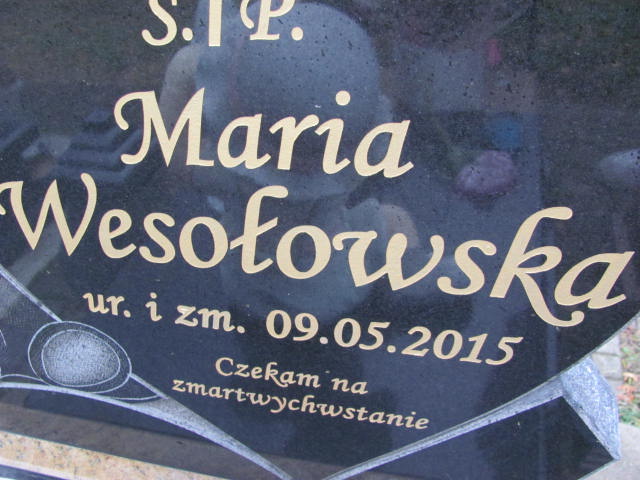 Ś.†P.
Maria
Wesołowska
ur. i zm. 09.05.2015
Czekam na
zmartwychwstanie